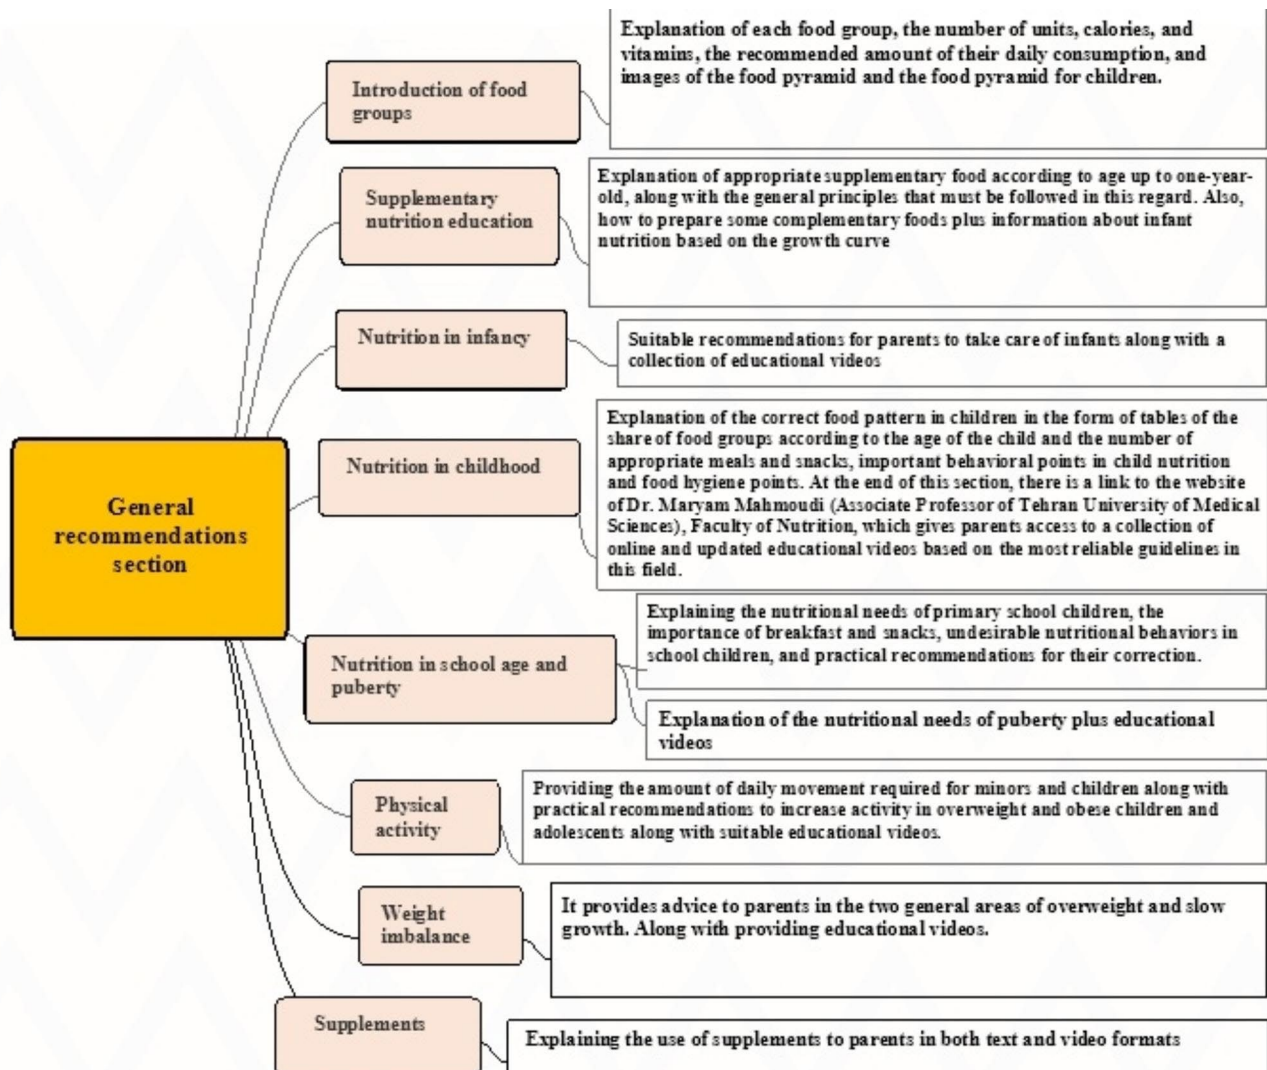 Explanation of each food group, the number of units, calories, and
vitamins, the recommended amount of their daily consumption, and
images of the food pyramid and the food pyramid for children.
Introduction of food
groups
Explanation of appropriate supplementary food according to age up to one-year-
old, along with the general principles that must be followed in this regard. Also,
how to prepare some complementary foods plus information about infant
nutrition based on the growth curve
Supplementary
nutrition education
Nutrition in infancy
Suitable recommendations for parents to take care of infants along with a
collection of educational videos
Explanation of the correct food pattern in children in the form of tables of the
share of food groups according to the age of the child and the number of
appropriate meals and snacks, important behavioral points in child nutrition
and food hygiene points. At the end of this section, there is a link to the website
of Dr. Maryam Mahmoudi (Associate Professor of Tehran University of Medical
Sciences), Faculty of Nutrition, which gives parents access to a collection of
online and updated educational videos based on the most reliable guidelines in
this field.
Nutrition in childhood
General
recommendations
section
Explaining the nutritional needs of primary school children, the
importance of breakfast and snacks, undesirable nutritional behaviors in
school children, and practical recommendations for their correction.
Nutrition in school age and
puberty
Explanation of the nutritional needs of puberty plus educational
videos
Providing the amount of daily movement required for minors and children along with
practical recommendations to increase activity in overweight and obese children and
adolescents along with suitable educational videos.
Physical
activity
Weight
imbalance
It provides advice to parents in the two general areas of overweight and slow
growth. Along with providing educational videos.
Supplements
Explaining the use of supplements to parents in both text and video formats